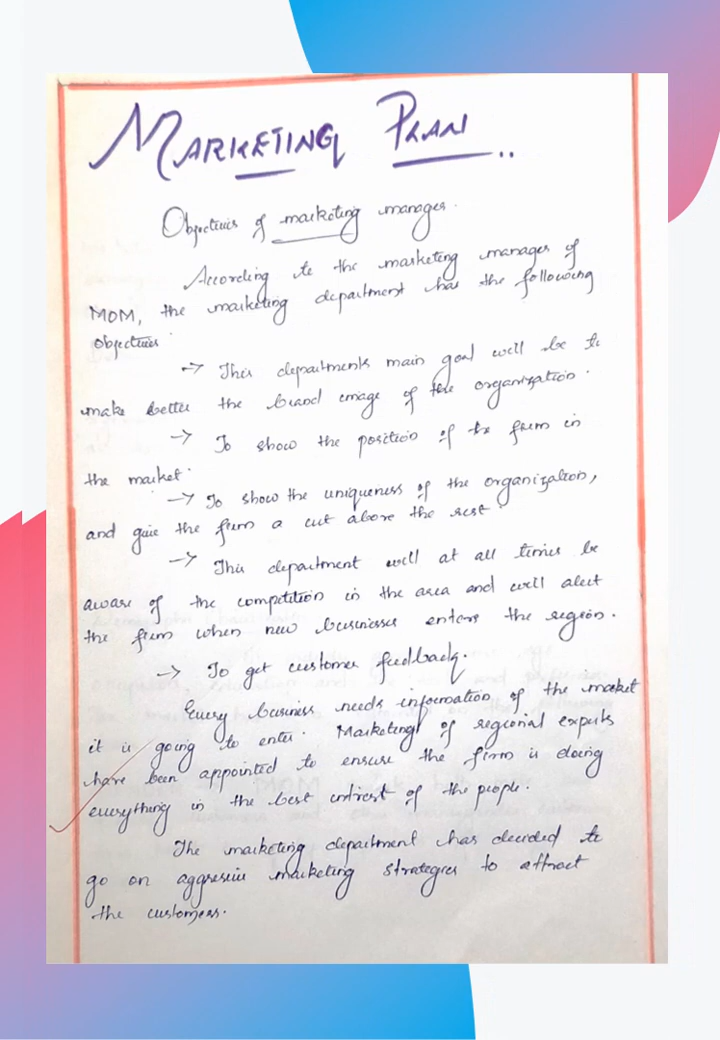 MARKETING PLAN ..
Objectives of marketing manager.
According to the marketing manager of
MOM, the marketing department has the following
objectives
→ This departments main goal will be to
make better the brand image of the organization.
→ To show the position of the firm in
the market.
→ To show the uniqueness of the organization,
and give the firm a cut above the rest
→ This department will at all times be
aware of the competition in the area and will alert
the firm when new businesses enters the region.
→ To get customer feedback.
Every business needs information of the market
it is going to enter. Marketing of regional experts
have been appointed to ensure the firm is doing
everything in the best intrest of the people.
The marketing department has decided to
go on aggressive marketing strategies to attract
the customers.